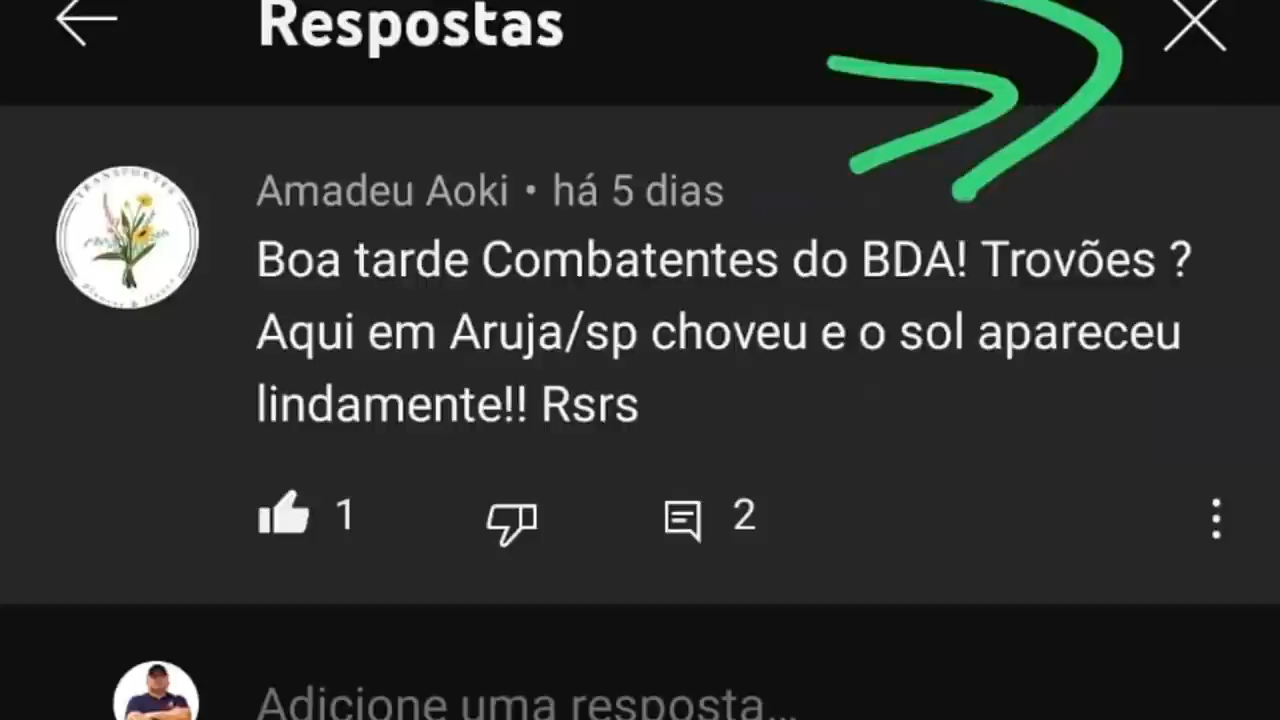 Respostas
TRANSPORTES
Amadeu Aoki • há 5 dias
Boa tarde Combatentes do BDA! Trovões ?
Aqui em Aruja/sp choveu e o sol apareceu
lindamente!! Rsrs
1
2
Adicione uma resposta...